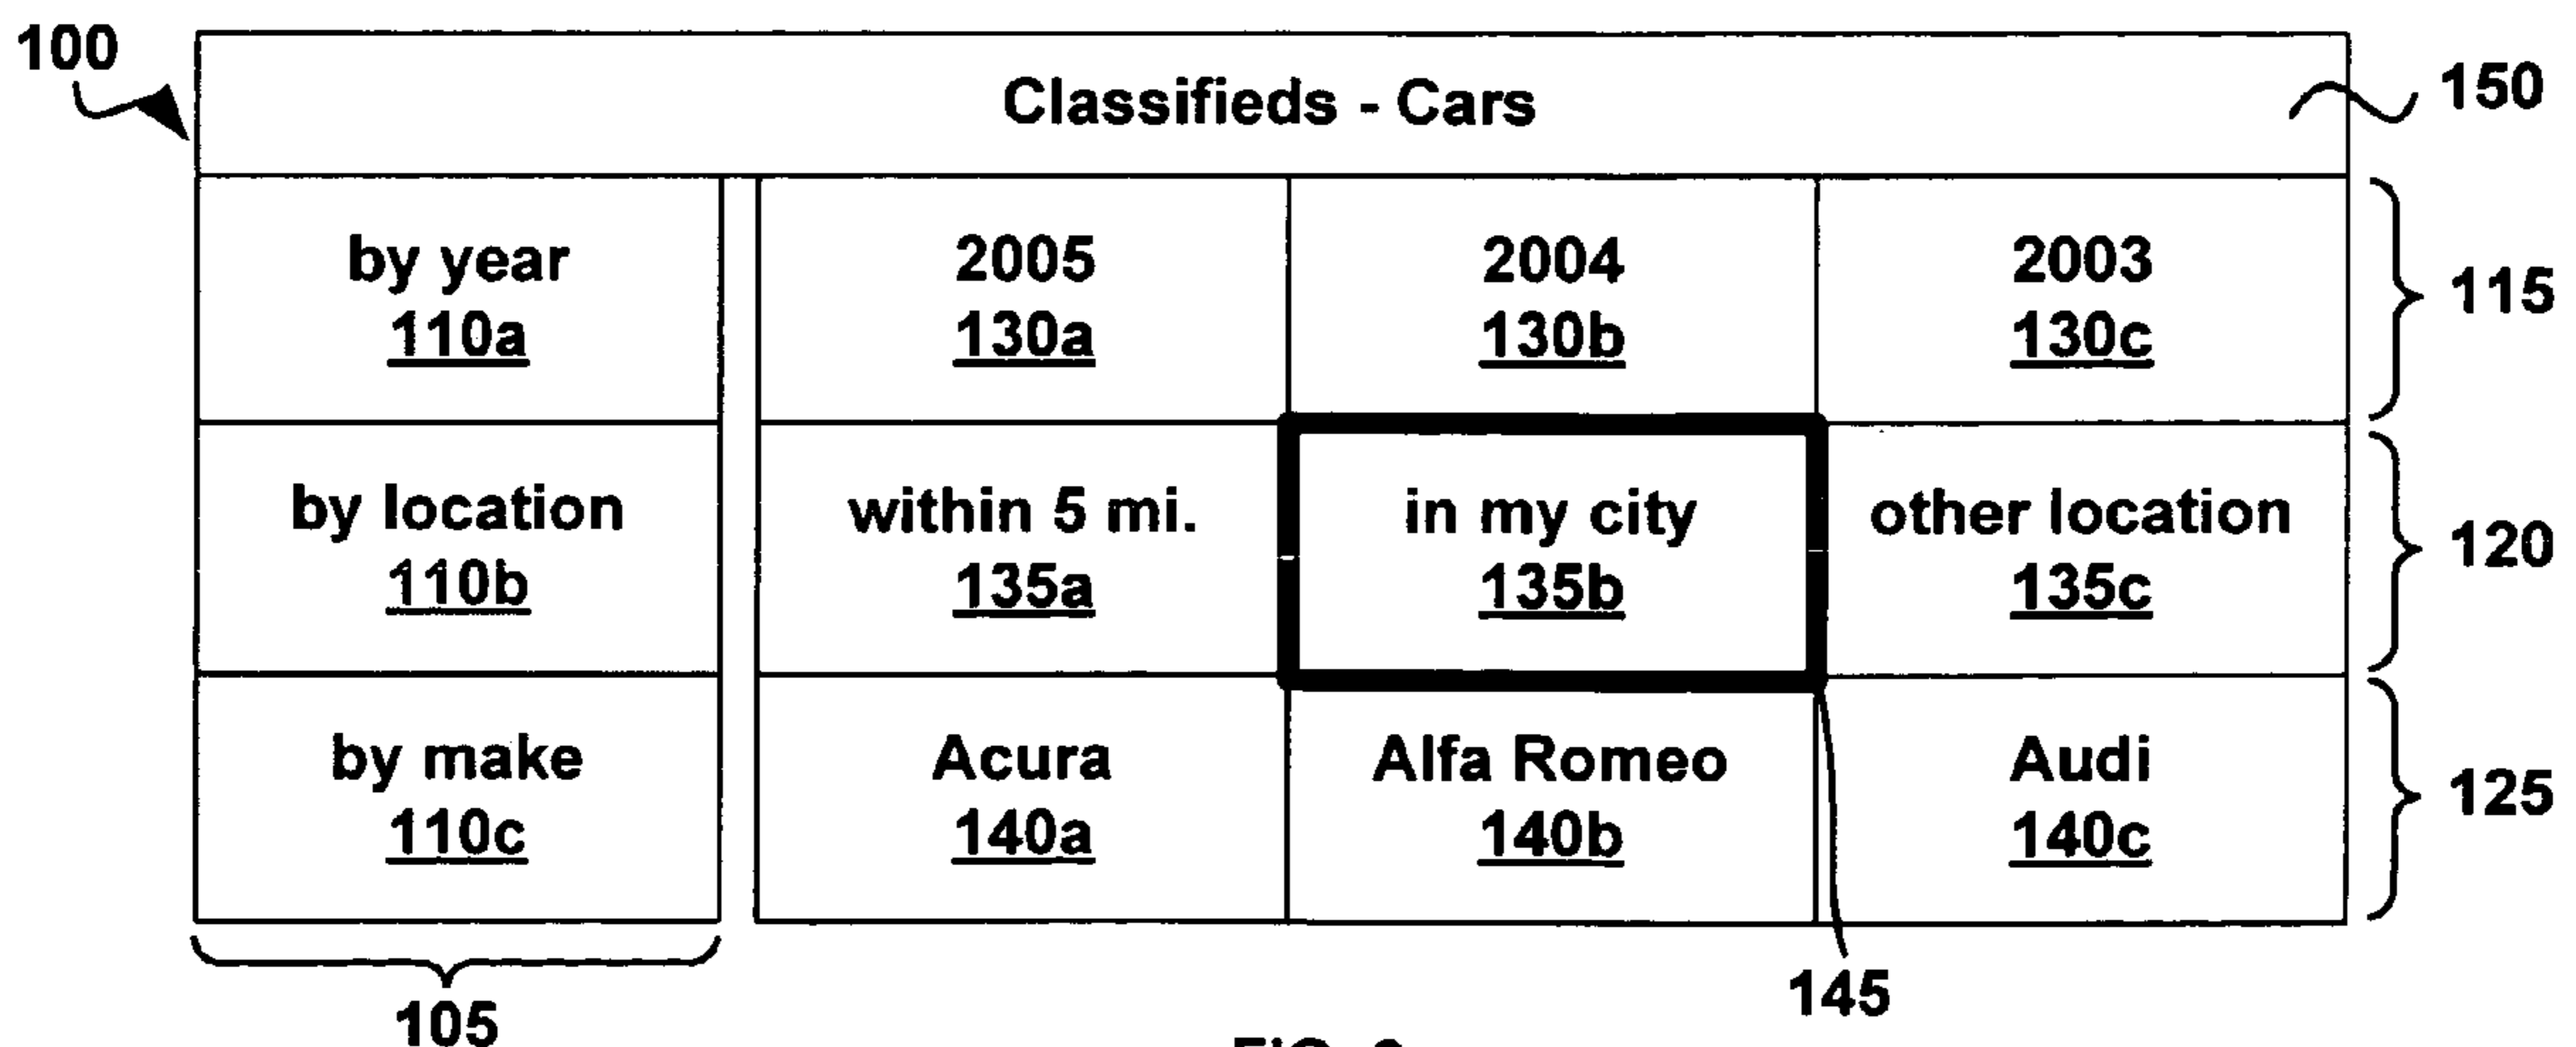 100
Classifieds - Cars
150
by year
110a
2005
130a
2004
130b
2003
130c
115
by location
110b
within 5 mi.
135a
in my city
135b
other location
135c
120
by make
110c
Acura
140a
Alfa Romeo
140b
Audi
140c
125
105
145